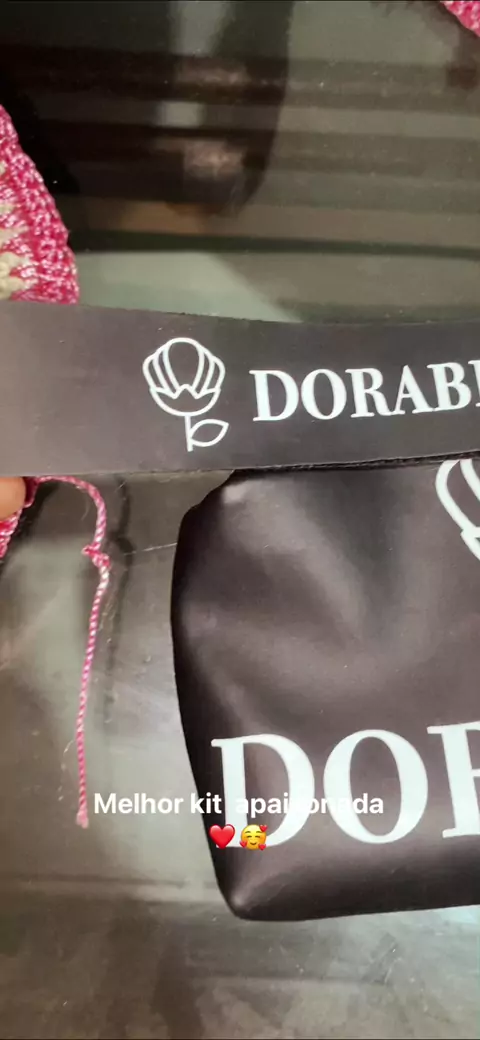 DORAB
DOR
Melhor kit apaixonada
❤️🥰